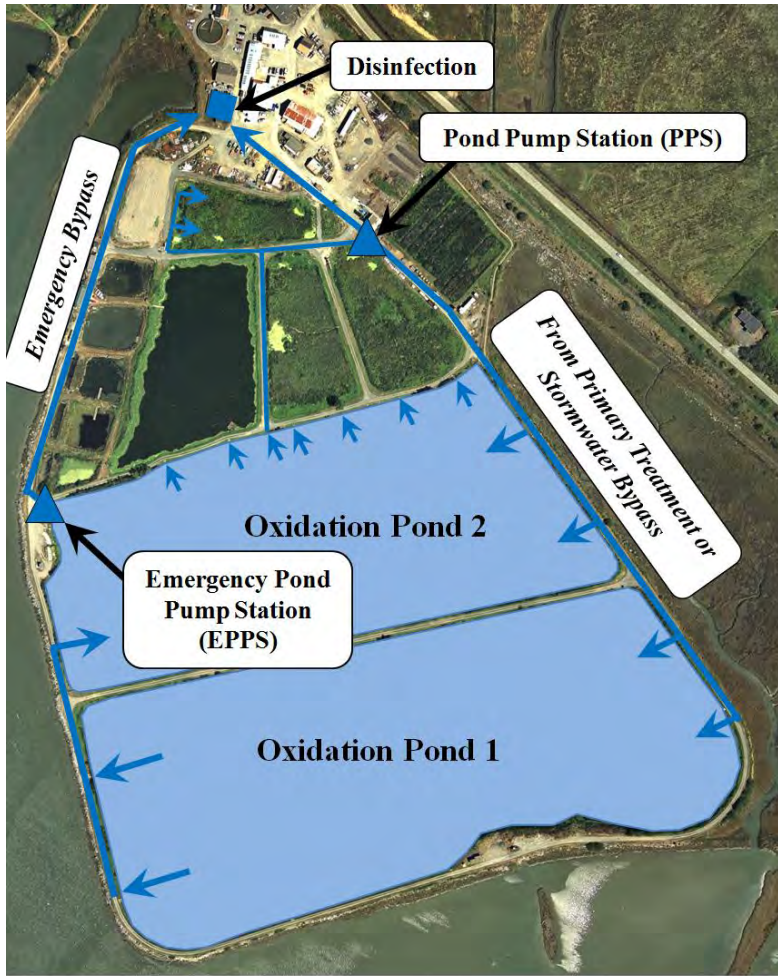 Disinfection
Pond Pump Station (PPS)
Emergency Bypass
From Primary Treatment or
Stormwater Bypass
Oxidation Pond 2
Emergency Pond
Pump Station
(EPPS)
Oxidation Pond 1